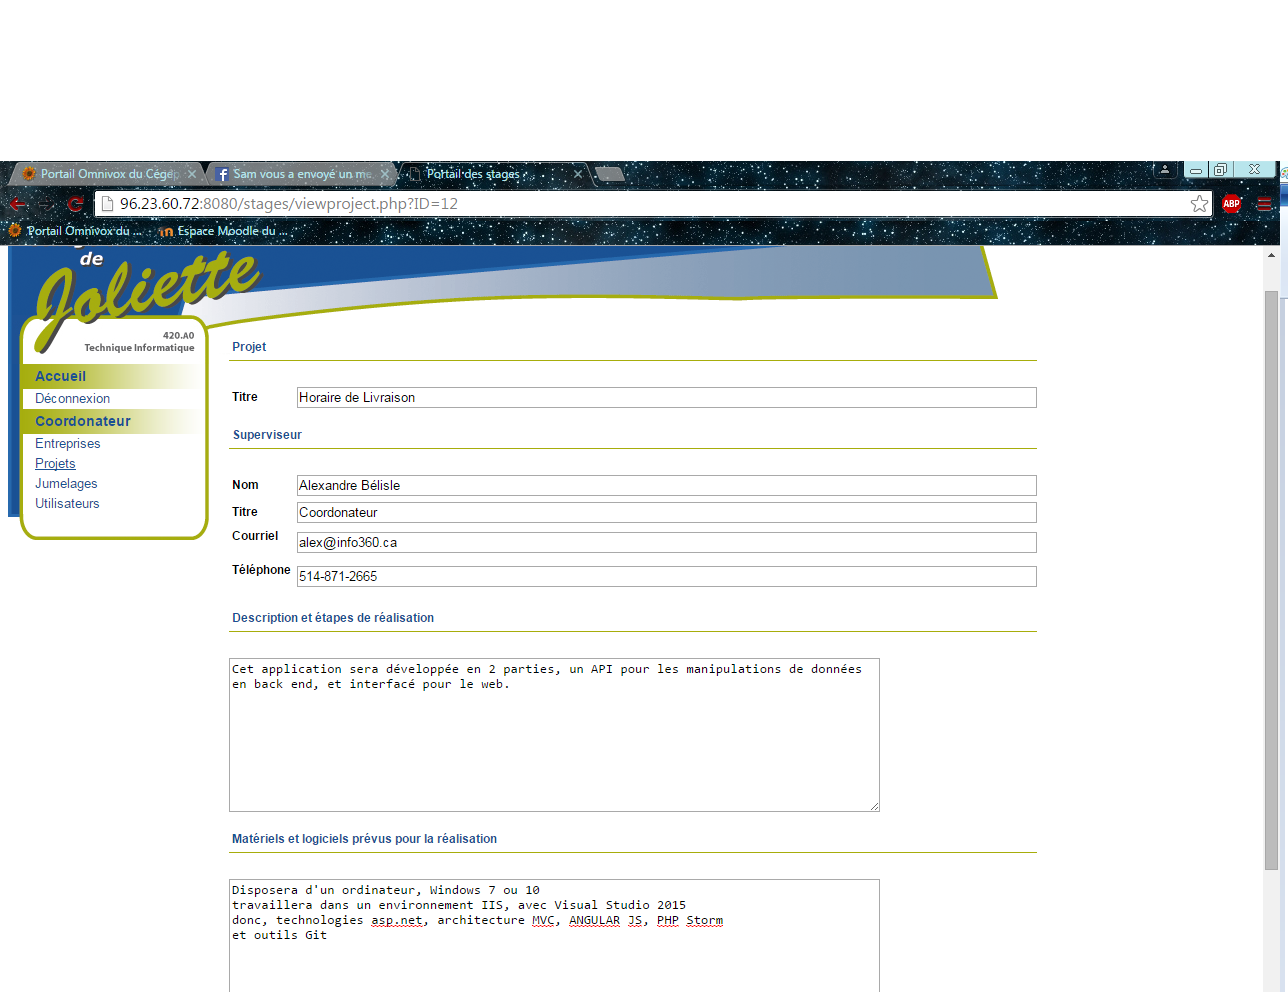 Portail Omnivox du Cégep
Sam vous a envoyé un me
Portail des stages
96.23.60.72:8080/stages/viewproject.php?ID=12
ABP
Portail Omnivox du ...
Espace Moodle du ...
de
Joliette
420.A0
Technique Informatique
Accueil
Déconnexion
Coordonateur
Entreprises
Projets
Jumelages
Utilisateurs
Projet
Titre Horaire de Livraison
Superviseur
Nom Alexandre Bélisle
Titre Coordonateur
Courriel alex@info360.ca
Téléphone 514-871-2665
Description et étapes de réalisation
Cet application sera développée en 2 parties, un API pour les manipulations de données
en back end, et interfacé pour le web.
Matériels et logiciels prévus pour la réalisation
Disposera d'un ordinateur, Windows 7 ou 10
travaillera dans un environnement IIS, avec Visual Studio 2015
donc, technologies asp.net, architecture MVC, ANGULAR JS, PHP Storm
et outils Git